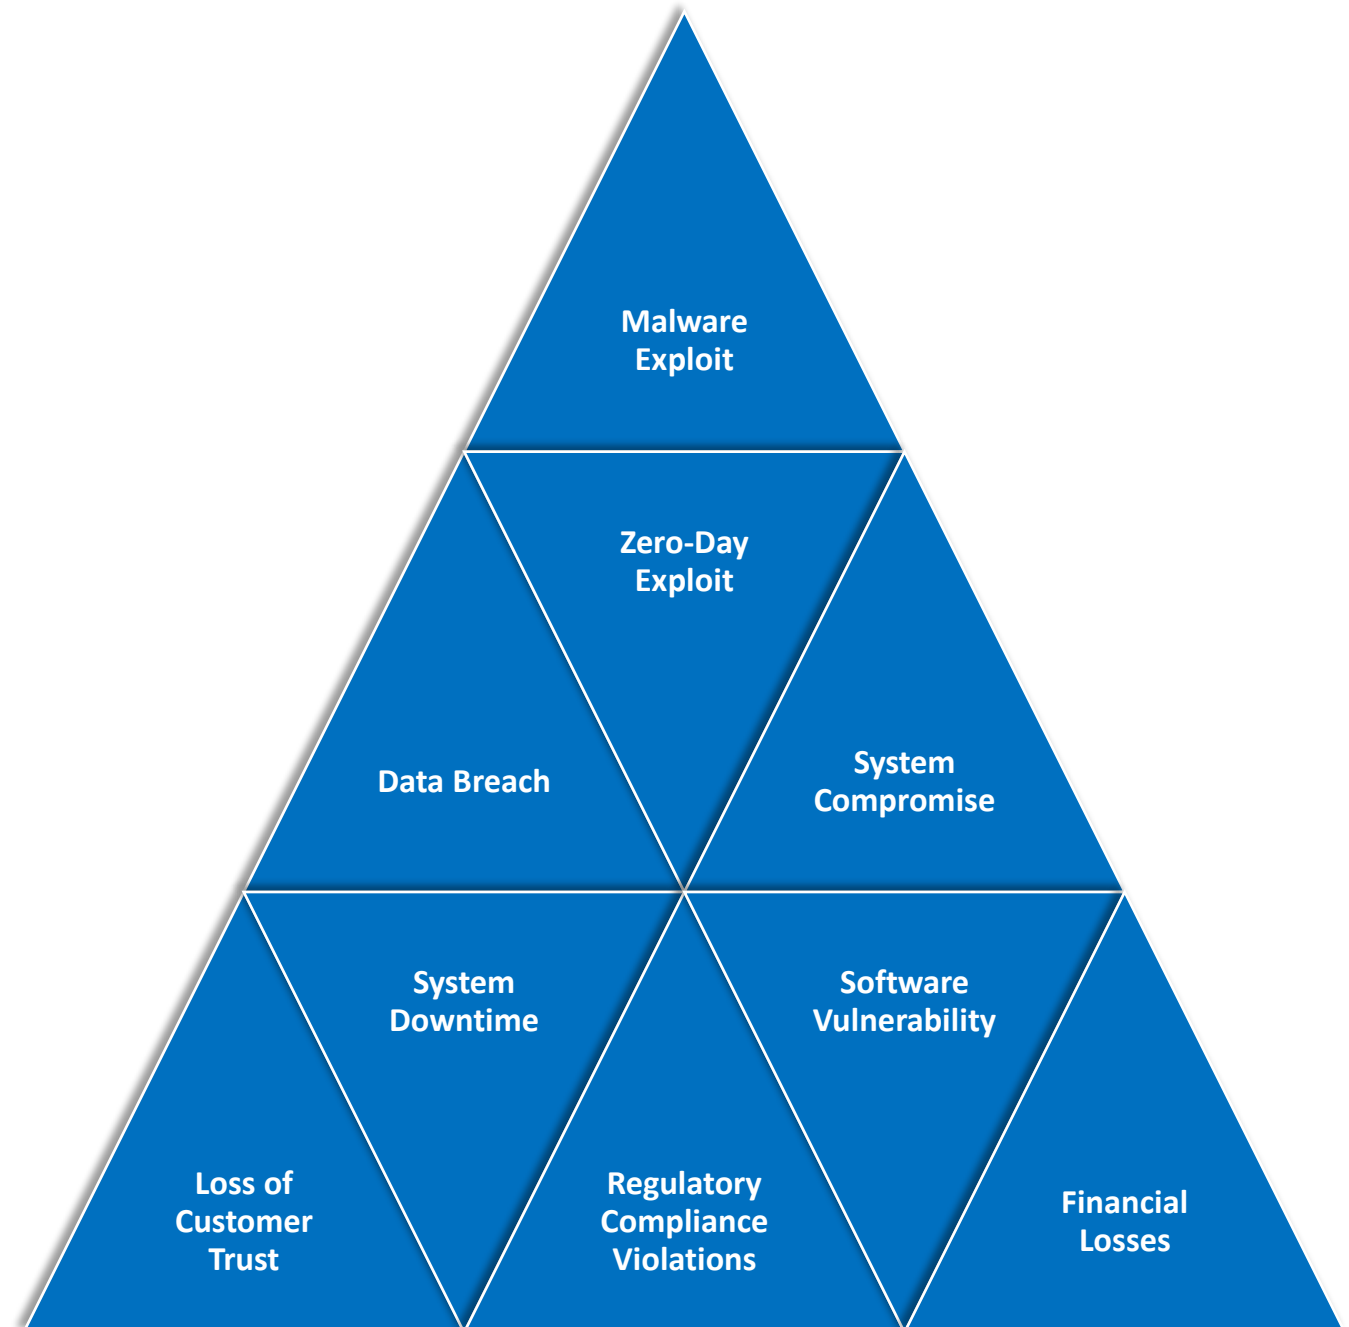 Malware
Exploit
Zero-Day
Exploit
Data Breach
System
Compromise
System
Downtime
Software
Vulnerability
Loss of
Customer
Trust
Regulatory
Compliance
Violations
Financial
Losses